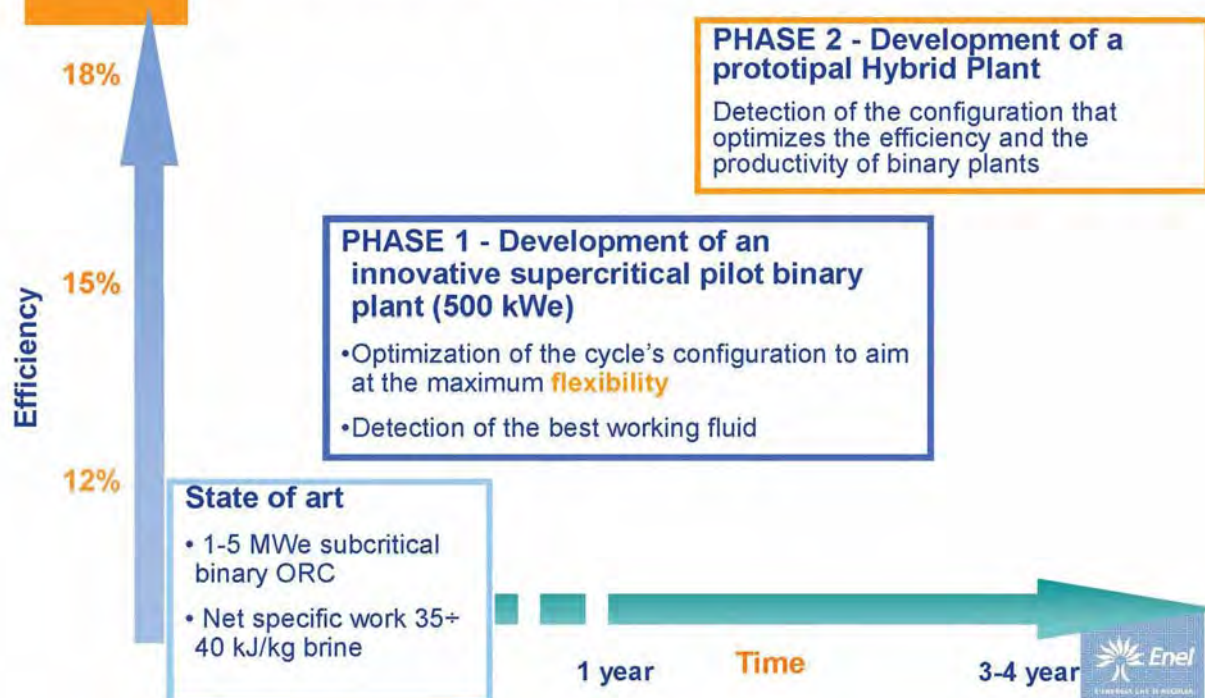 18%
PHASE 2 - Development of a
prototipal Hybrid Plant
Detection of the configuration that
optimizes the efficiency and the
productivity of binary plants
PHASE 1 - Development of an
innovative supercritical pilot binary
plant (500 kWe)
•Optimization of the cycle's configuration to aim
at the maximum flexibility
•Detection of the best working fluid
15%
Efficiency
12%
State of art
• 1-5 MWe subcritical
binary ORC
• Net specific work 35÷
40 kJ/kg brine
1 year
Time
3-4 year
Enel